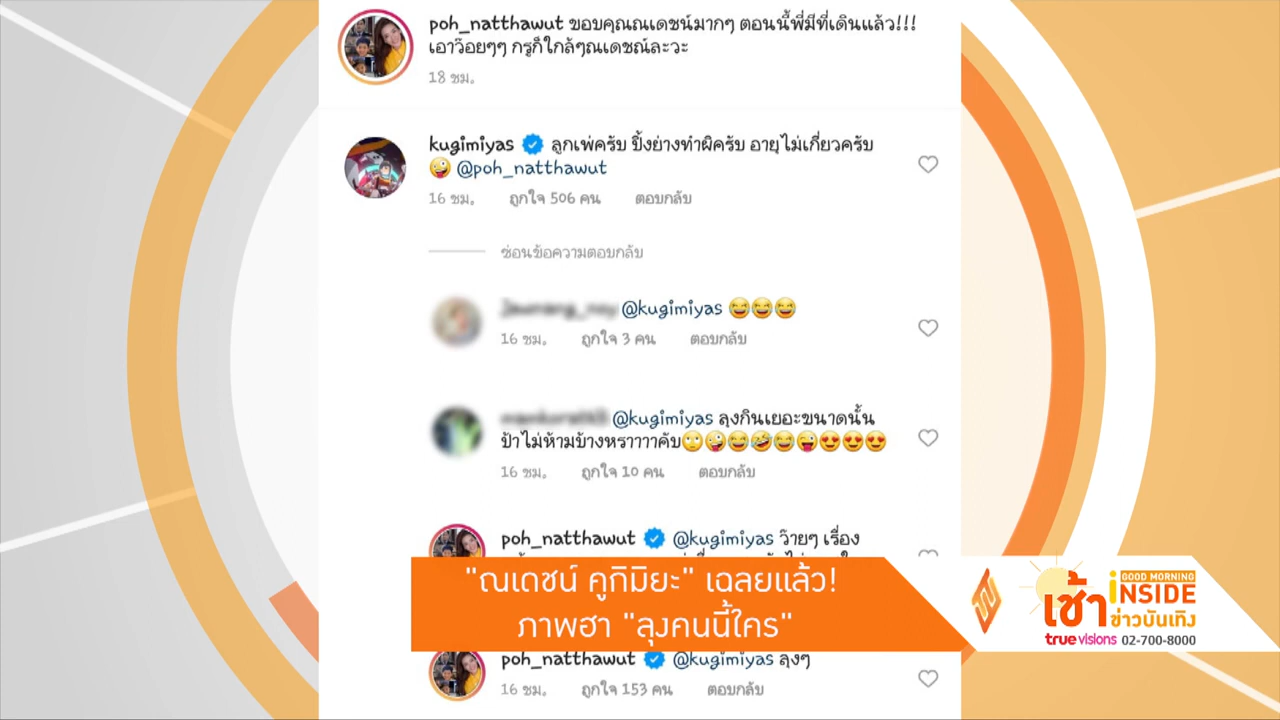 poh_natthawut ขอบคุณณเดชน์มากๆ ตอนนี้พี่มีที่เดินแล้ว!!!
เอาว๊อยๆๆ กรูก็ใกล้ๆณเดชณ์ละวะ
18 ชม.
kugimiyas ลูกเพ่ครับ ปิ้งย่างทำผิครับ อายุไม่เกี่ยวครับ
🤪 @poh_natthawut
16 ชม. ถูกใจ 506 คน ตอบกลับ
ซ่อนข้อความตอบกลับ
@kugimiyas 😂😂😂
16 ชม. ถูกใจ 3 คน ตอบกลับ
@kugimiyas ลุงกินเยอะขนาดนั้น
ป้าไม่ห้ามบ้างหราาาาคับ🙄🤪😂🤣😂😜😍😍😍
16 ชม. ถูกใจ 10 คน ตอบกลับ
poh_natthawut @kugimiyas ว๊ายๆ เรื่อง
"ณเดชน์ คูกิมิยะ" เฉลยแล้ว!
ภาพฮา "ลุงคนนี้ใคร"
poh_natthawut @kugimiyas ลุงๆ
16 ชม. ถูกใจ 153 คน ตอบกลับ
GOOD MORNING
เช้า iNSIDE
ข่าวบันเทิง
true visions 02-700-8000